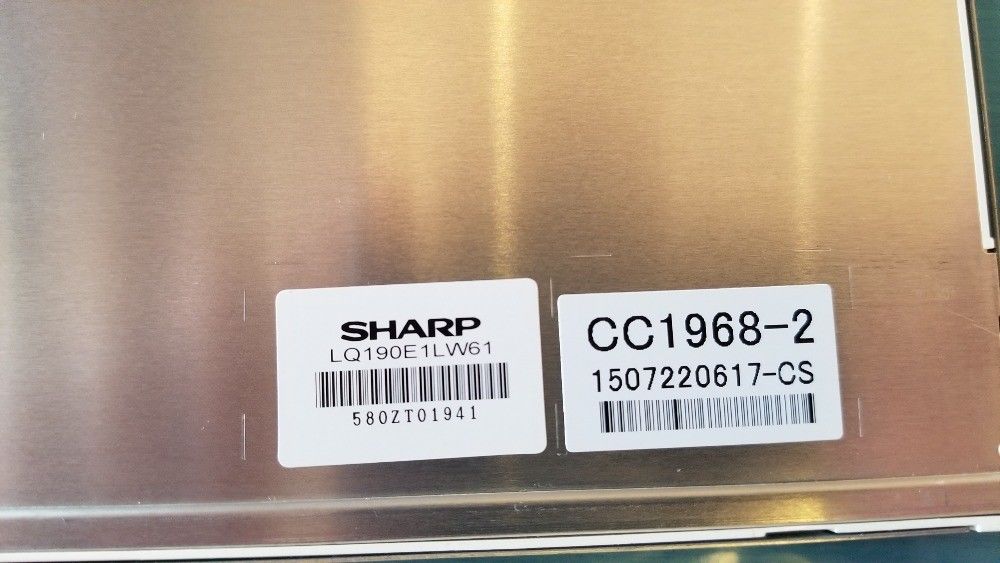 SHARP
LQ190E1LW61
580ZT01941
CC1968-2
1507220617-CS